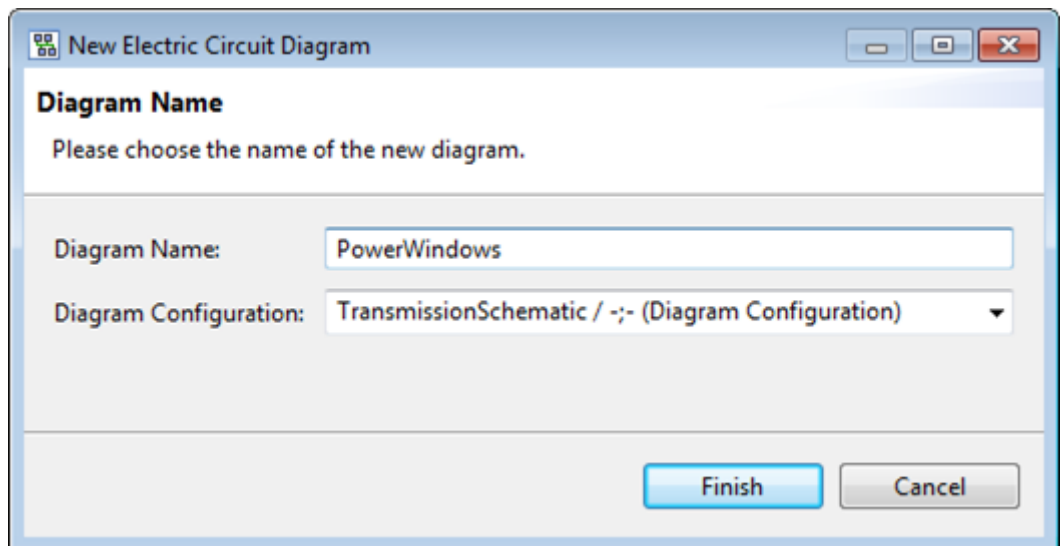 New Electric Circuit Diagram
Diagram Name
Please choose the name of the new diagram.
Diagram Name: PowerWindows
Diagram Configuration: TransmissionSchematic / -;- (Diagram Configuration)
Finish Cancel